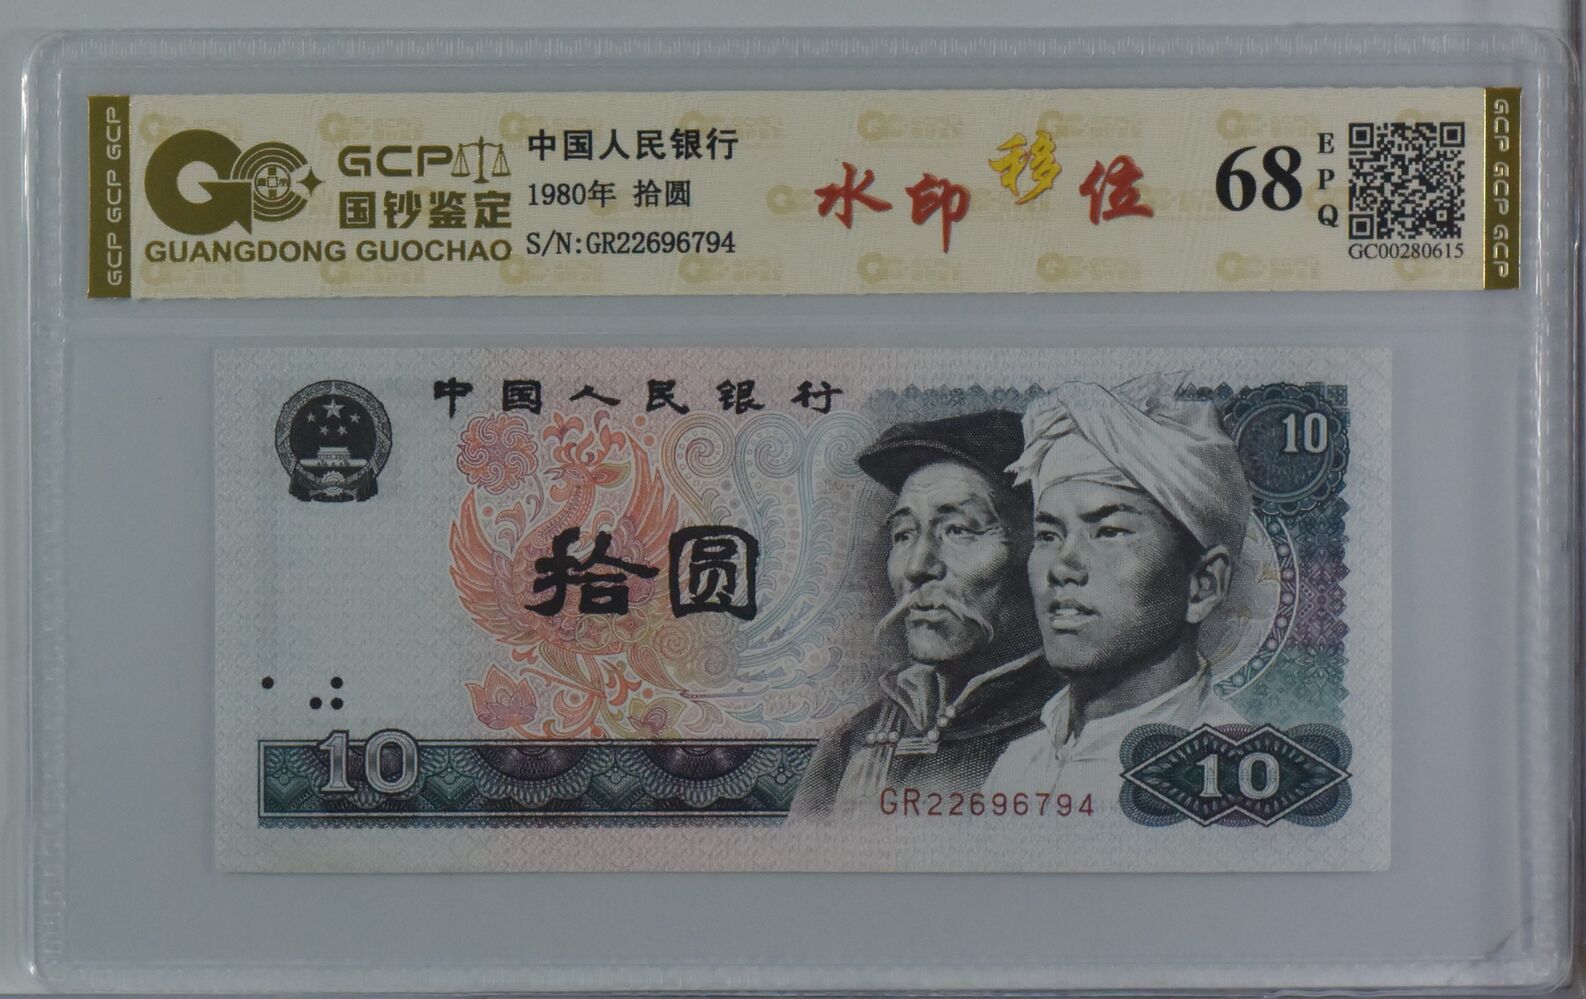 GCP GCP GCP
GCP
国钞鉴定
GUANGDONG GUOCHAO
中国人民银行
1980年 拾圆
S/N:GR22696794
水印移位
68
EPQ
GC00280615
GCP GCP GCP
中国人民银行
10
拾圆
10
GR22696794
10